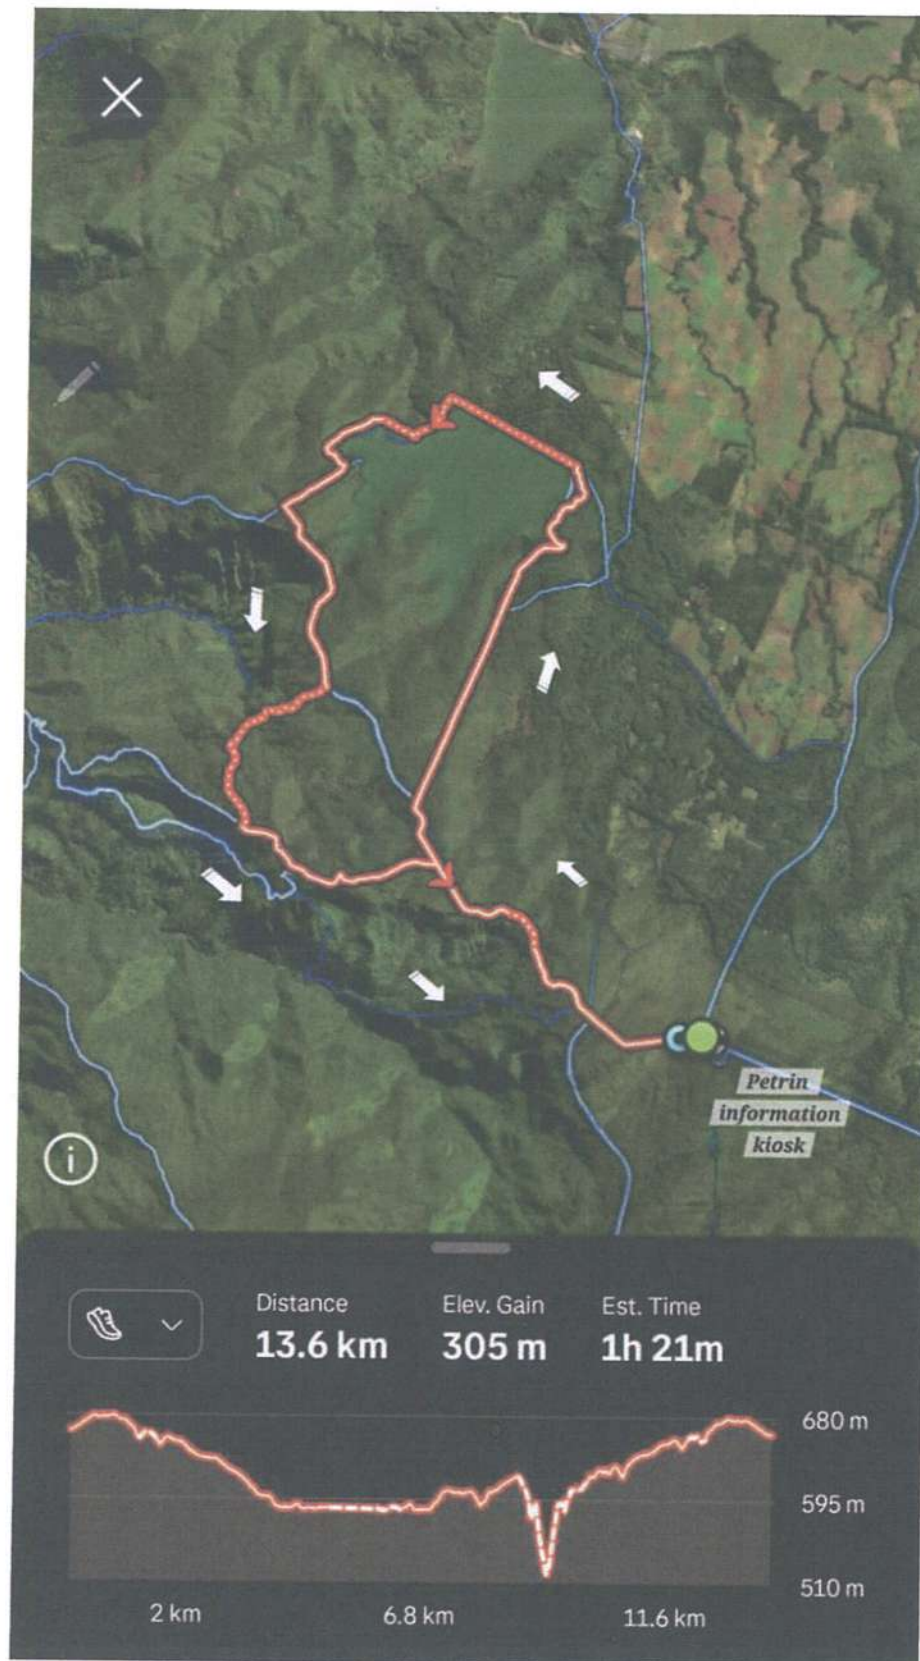 Petrin
information
kiosk
i
Distance
13.6 km
Elev. Gain
305 m
Est. Time
1h 21m
680 m
595 m
510 m
2 km
6.8 km
11.6 km